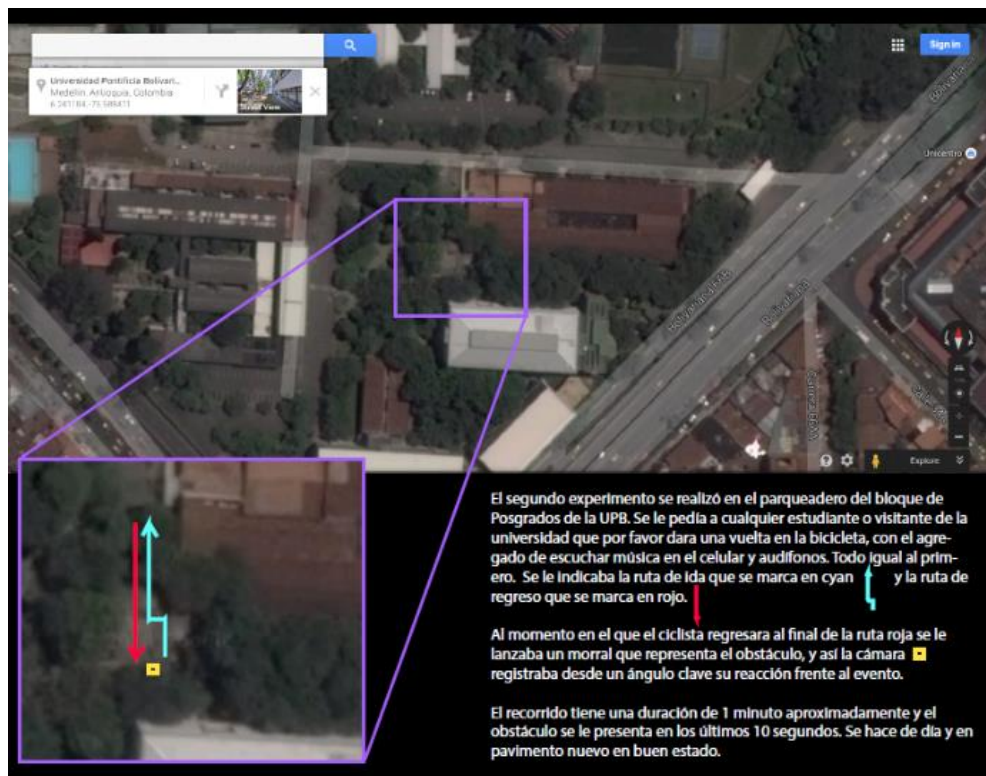 Sign in
Universidad Pontificia Bolivari...
Medellín, Antioquia, Colombia
Street View
Bolivariana
Unicentro
Bolivariana
Explore
El segundo experimento se realizó en el parqueadero del bloque de
Posgrados de la UPB. Se le pedía a cualquier estudiante o visitante de la
universidad que por favor dara una vuelta en la bicicleta, con el agre-
gado de escuchar música en el celular y audífonos. Todo igual al prim-
ero. Se le indicaba la ruta de ida que se marca en cyan y la ruta de
regreso que se marca en rojo.
Al momento en el que el ciclista regresara al final de la ruta roja se le
lanzaba un morral que representa el obstáculo, y así la cámara
registraba desde un ángulo clave su reacción frente al evento.
El recorrido tiene una duración de 1 minuto aproximadamente y el
obstáculo se le presenta en los últimos 10 segundos. Se hace de día y en
pavimento nuevo en buen estado.